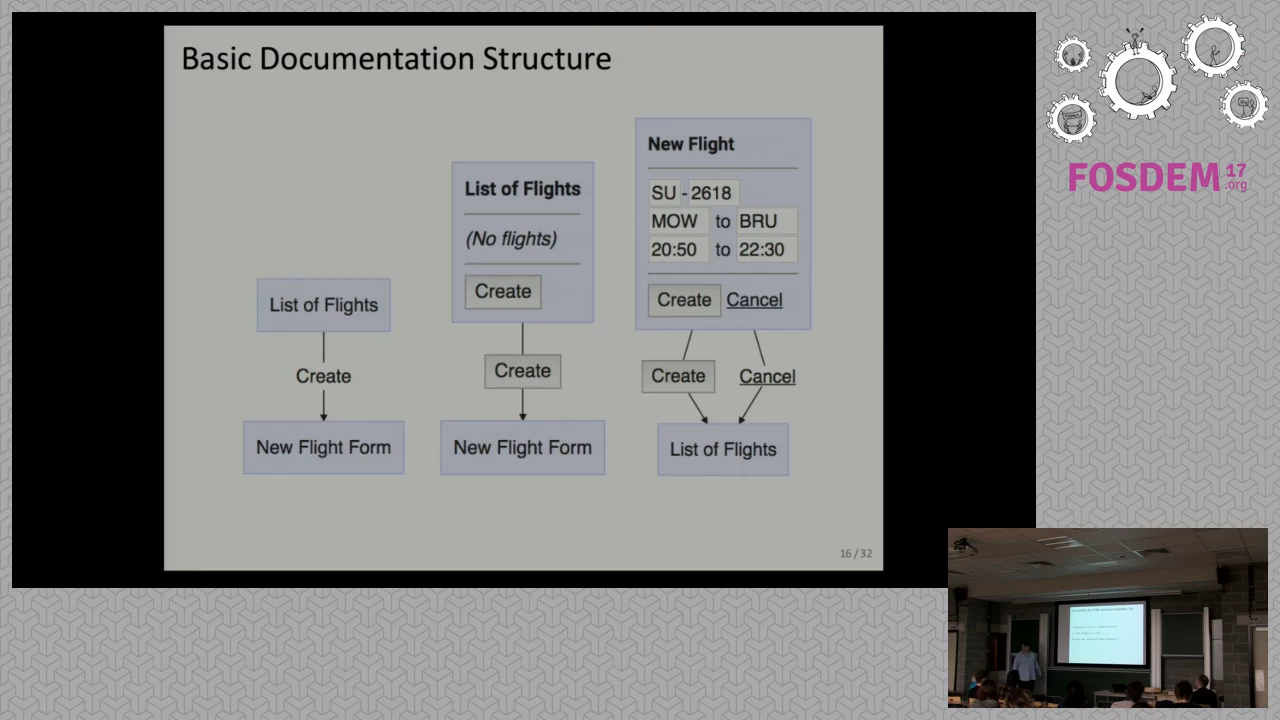 Basic Documentation Structure
List of Flights
Create
New Flight Form
List of Flights
(No flights)
Create
Create
New Flight Form
New Flight
SU - 2618
MOW to BRU
20:50 to 22:30
Create Cancel
Create Cancel
List of Flights
16 / 32
FOSDEM 17
.org